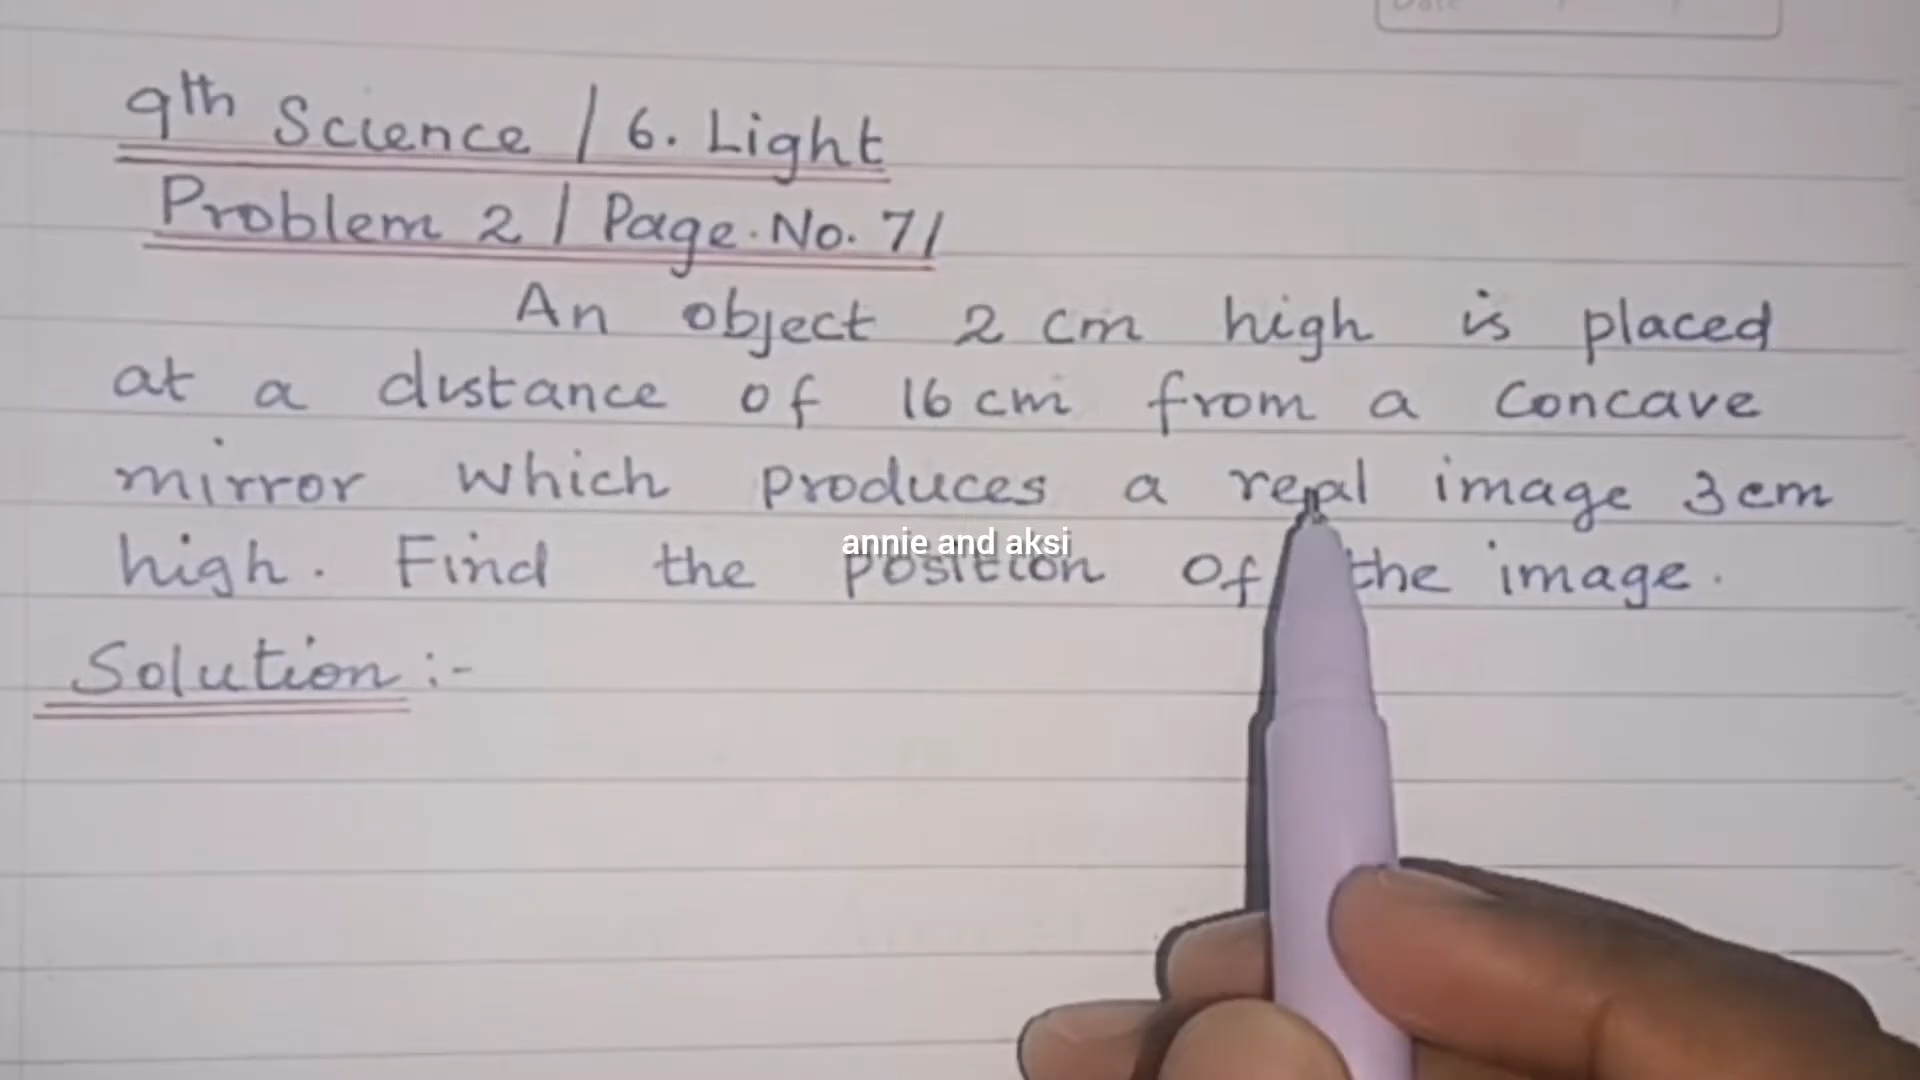 Date
9th Science / 6. Light
Problem 2 / Page. No. 71
An object 2 cm high is placed
at a distance of 16 cm from a concave
mirror which produces a real image 3 cm
high. Find the position of the image.
annie and aksi
Solution :-